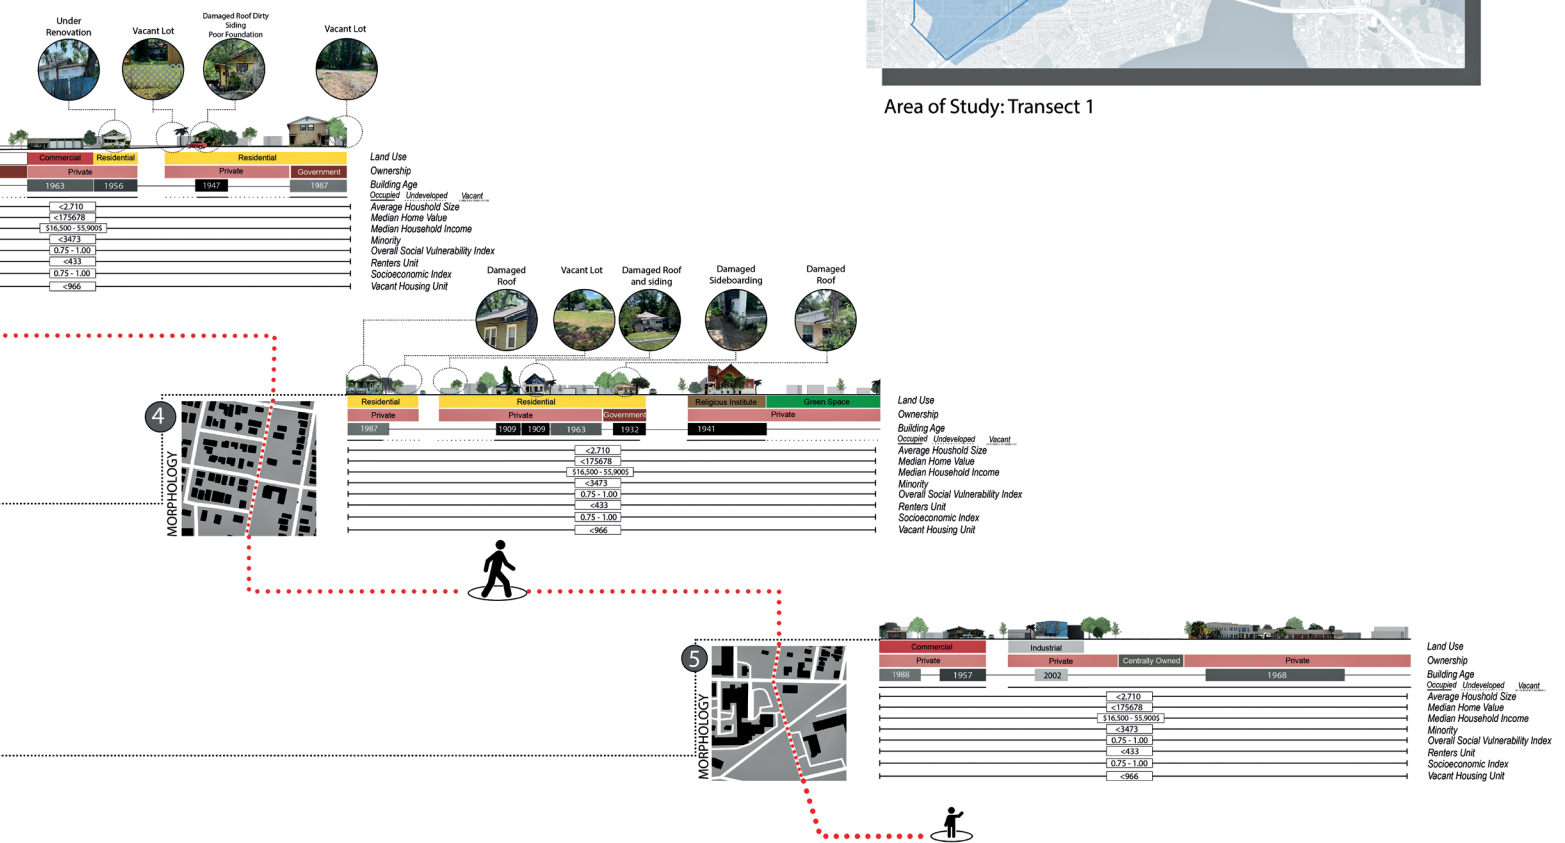 Under
Renovation
Vacant Lot
Damaged Roof Dirty
Siding
Poor Foundation
Vacant Lot
Area of Study: Transect 1
Commercial Residential Residential Land Use
Private Private Government Ownership
1963 1956 1947 1987 Building Age
Occupied Undeveloped Vacant
<2.710 Average Houshold Size
<175678 Median Home Value
$16,500 - 55,900$ Median Household Income
<3473 Minority
0.75 - 1.00 Overall Social Vulnerability Index
<433 Renters Unit
0.75 - 1.00 Socioeconomic Index
<966 Vacant Housing Unit
Damaged
Roof
Vacant Lot
Damaged Roof
and siding
Damaged
Sideboarding
Damaged
Roof
4
MORPHOLOGY
Residential Residential Religious Institute Green Space Land Use
Private Private Government Private Ownership
1987 1909 1909 1963 1932 1941 Building Age
Occupied Undeveloped Vacant
<2.710 Average Houshold Size
<175678 Median Home Value
$16,500 - 55,900$ Median Household Income
<3473 Minority
0.75 - 1.00 Overall Social Vulnerability Index
<433 Renters Unit
0.75 - 1.00 Socioeconomic Index
<966 Vacant Housing Unit
5
MORPHOLOGY
Commercial Industrial Land Use
Private Private Centrally Owned Private Ownership
1988 1957 2002 1968 Building Age
Occupied Undeveloped Vacant
<2.710 Average Houshold Size
<175678 Median Home Value
$16,500 - 55,900$ Median Household Income
<3473 Minority
0.75 - 1.00 Overall Social Vulnerability Index
<433 Renters Unit
0.75 - 1.00 Socioeconomic Index
<966 Vacant Housing Unit